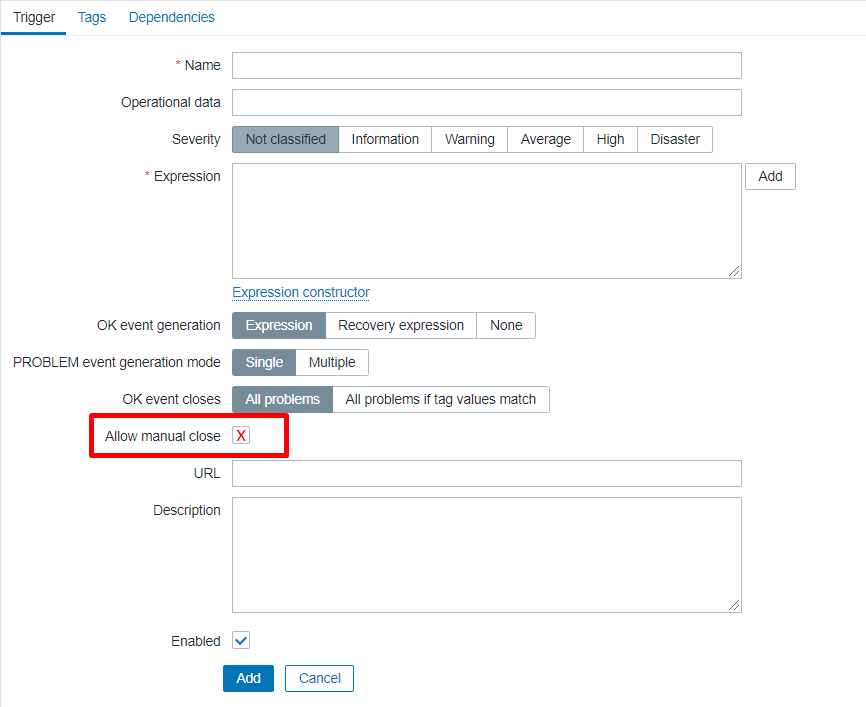 Trigger Tags Dependencies
* Name
Operational data
Severity Not classified Information Warning Average High Disaster
* Expression Add
Expression constructor
OK event generation Expression Recovery expression None
PROBLEM event generation mode Single Multiple
OK event closes All problems All problems if tag values match
Allow manual close X
URL
Description
Enabled
Add Cancel